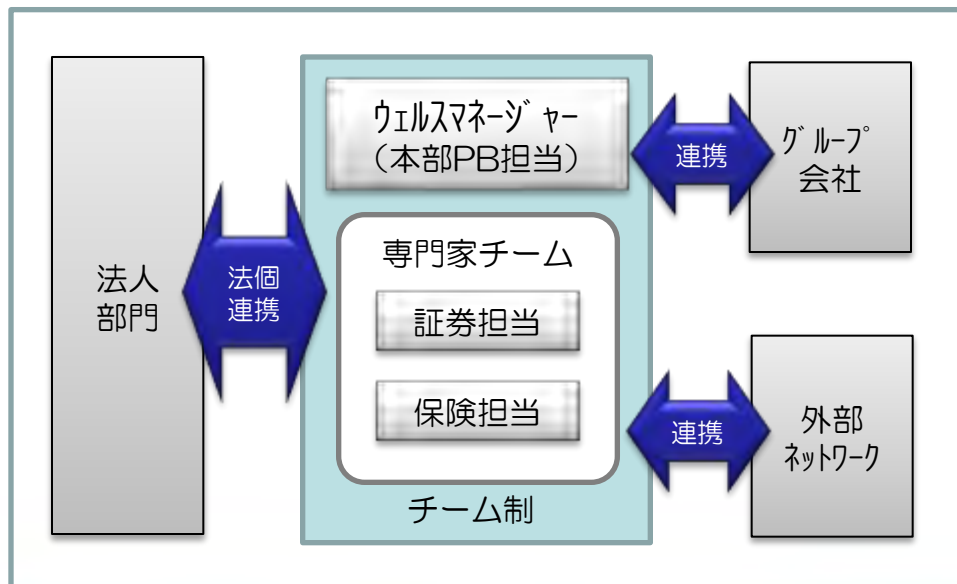 法人
部門
法個
連携
ｳｪﾙｽﾏﾈｰｼﾞｬｰ
（本部PB担当）
専門家チーム
証券担当
保険担当
チーム制
連携
ｸﾞﾙｰﾌﾟ
会社
連携
外部
ﾈｯﾄﾜｰｸ